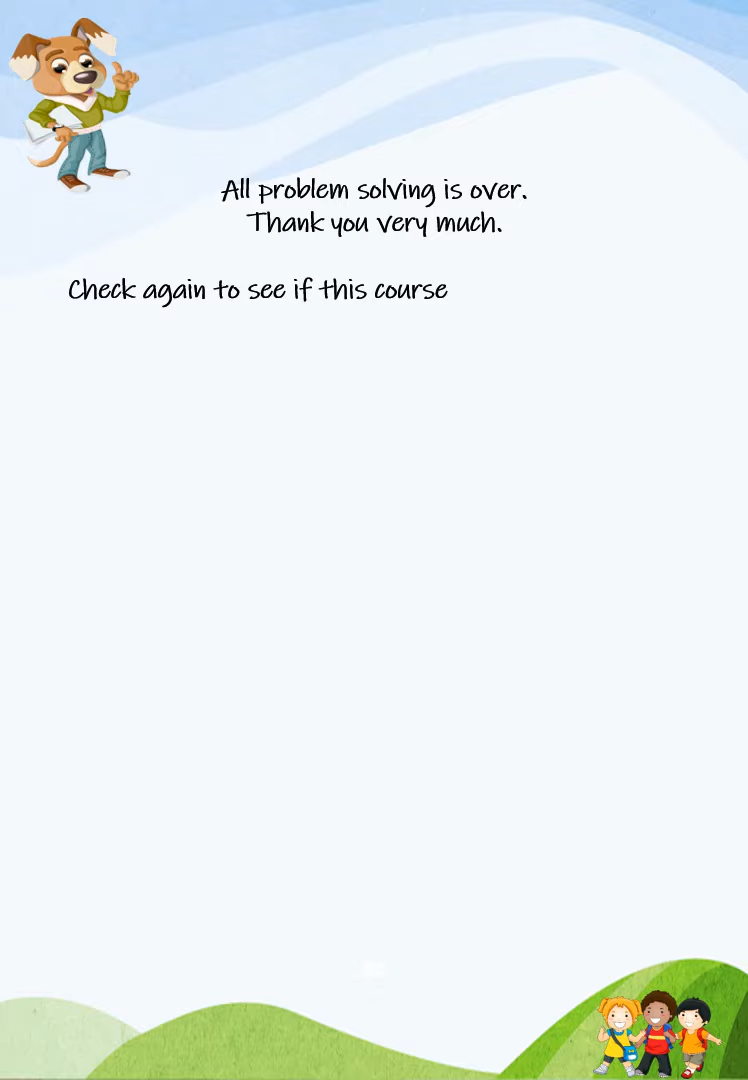 All problem solving is over.
Thank you very much.
Check again to see if this course